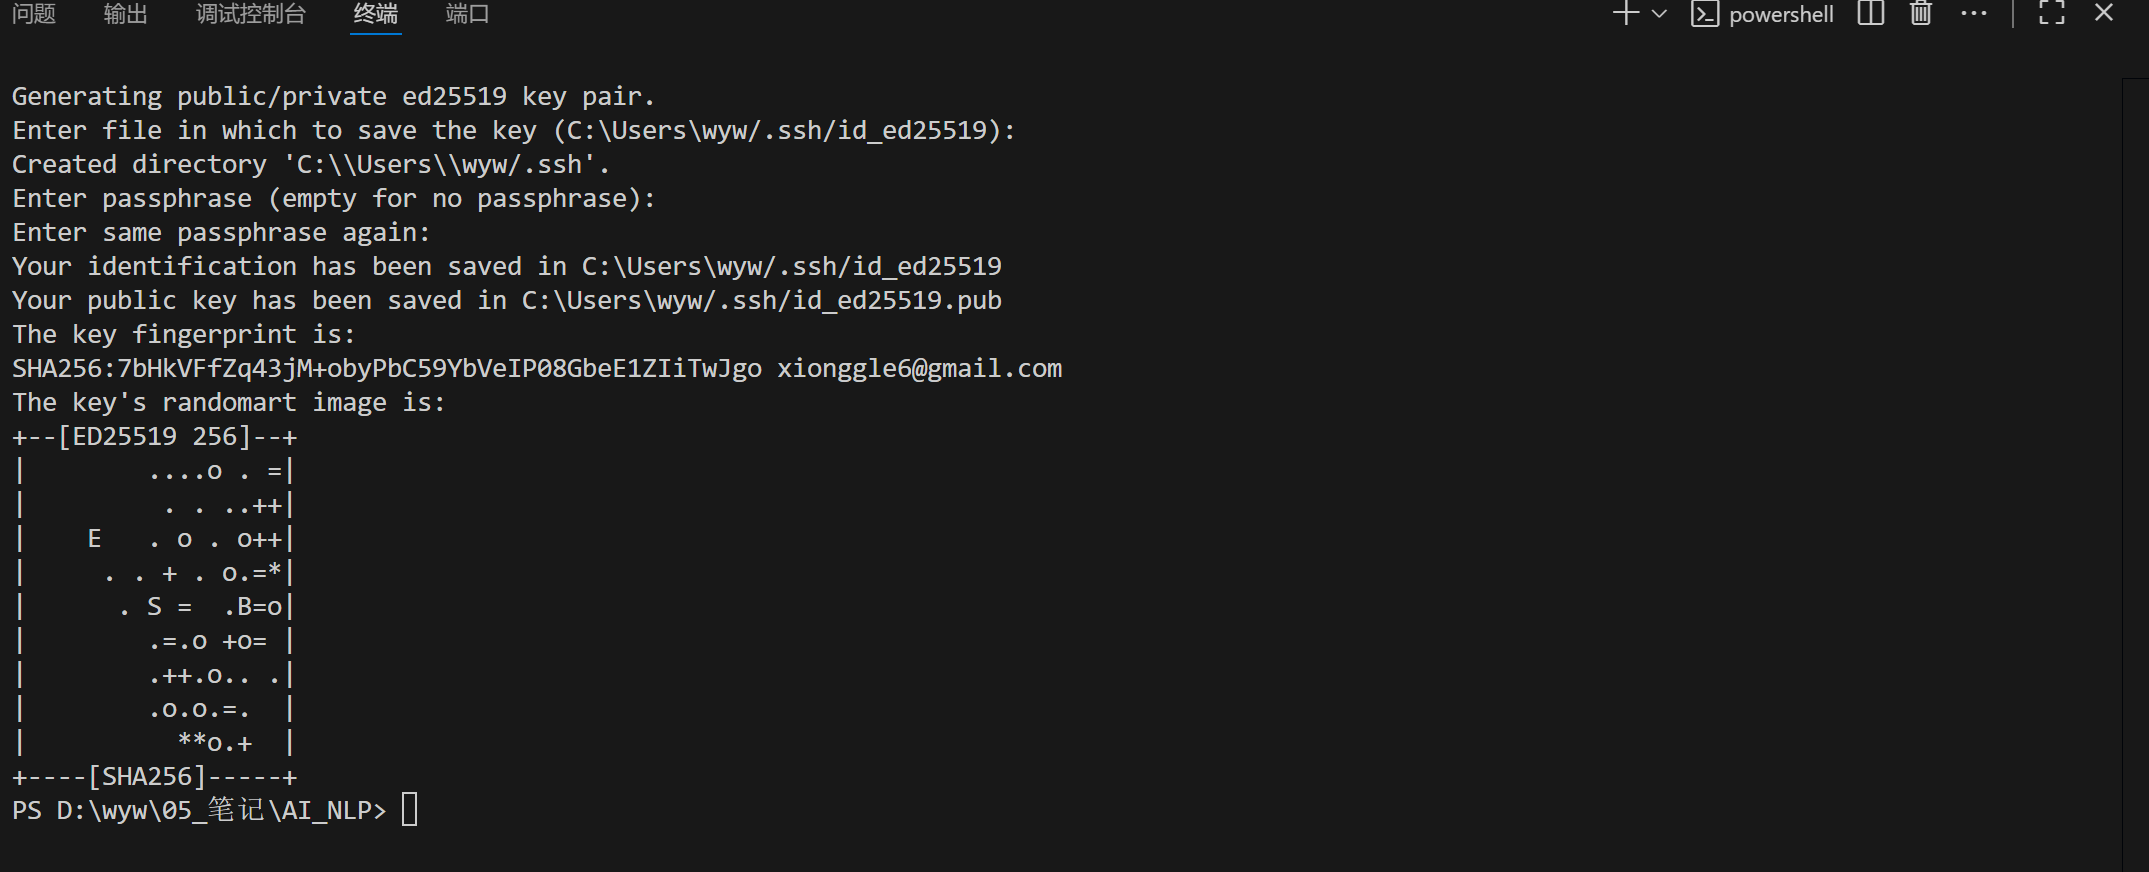 问题 输出 调试控制台 终端 端口 powershell
Generating public/private ed25519 key pair.
Enter file in which to save the key (C:\Users\wyw/.ssh/id_ed25519):
Created directory 'C:\\Users\\wyw/.ssh'.
Enter passphrase (empty for no passphrase):
Enter same passphrase again:
Your identification has been saved in C:\Users\wyw/.ssh/id_ed25519
Your public key has been saved in C:\Users\wyw/.ssh/id_ed25519.pub
The key fingerprint is:
SHA256:7bHkVFfZq43jM+obyPbC59YbVeIP08GbeE1ZIiTwJgo xionggle6@gmail.com
The key's randomart image is:
+--[ED25519 256]--+
|        ....o . =|
|         . . ..++|
|    E   . o . o++|
|     . . + . o.=*|
|      . S =  .B=o|
|        .=.o +o= |
|        .++.o.. .|
|        .o.o.=.  |
|          **o.+  |
+----[SHA256]-----+
PS D:\wyw\05_笔记\AI_NLP>